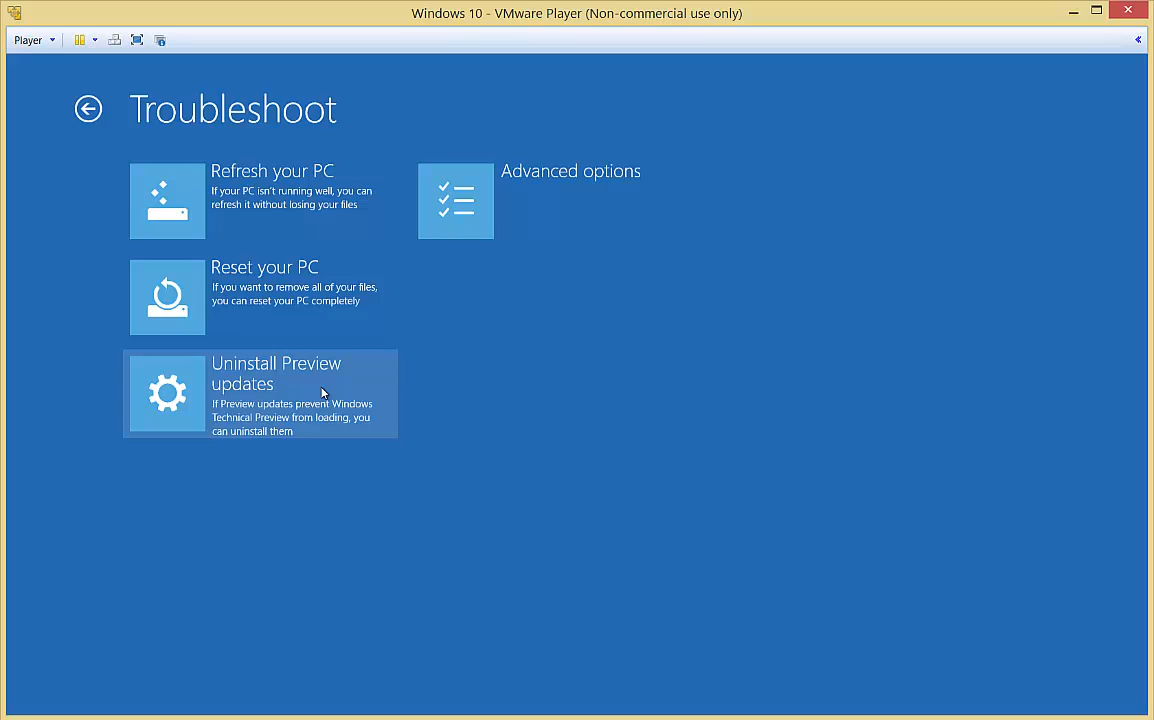 Windows 10 - VMware Player (Non-commercial use only)
Player
Troubleshoot
Refresh your PC
If your PC isn't running well, you can
refresh it without losing your files
Advanced options
Reset your PC
If you want to remove all of your files,
you can reset your PC completely
Uninstall Preview
updates
If Preview updates prevent Windows
Technical Preview from loading, you
can uninstall them